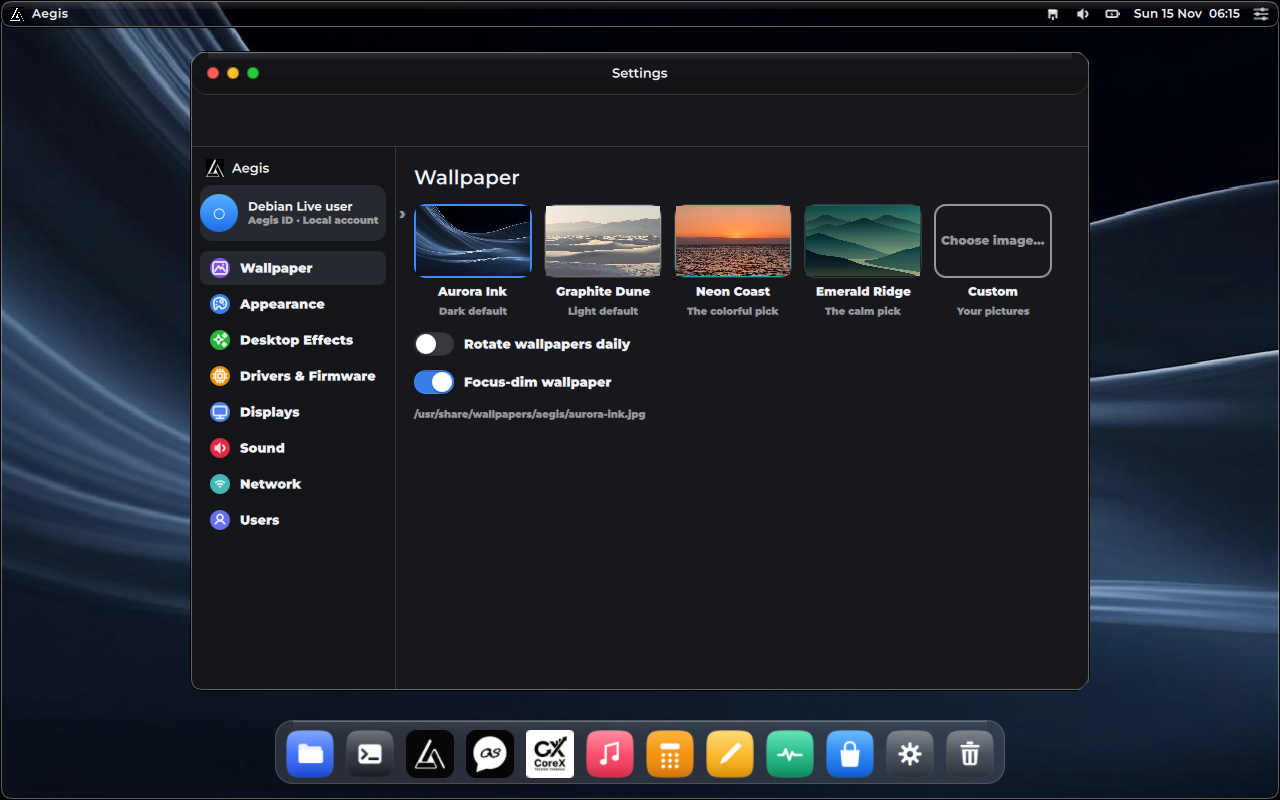 Aegis
Sun 15 Nov 06:15
Settings
Aegis
Debian Live user
Aegis ID • Local account
Wallpaper
Appearance
Desktop Effects
Drivers & Firmware
Displays
Sound
Network
Users
Wallpaper
Choose image...
Aurora Ink
Graphite Dune
Neon Coast
Emerald Ridge
Custom
Dark default
Light default
The colorful pick
The calm pick
Your pictures
Rotate wallpapers daily
Focus-dim wallpaper
/usr/share/wallpapers/aegis/aurora-ink.jpg
as
CX
CoreX